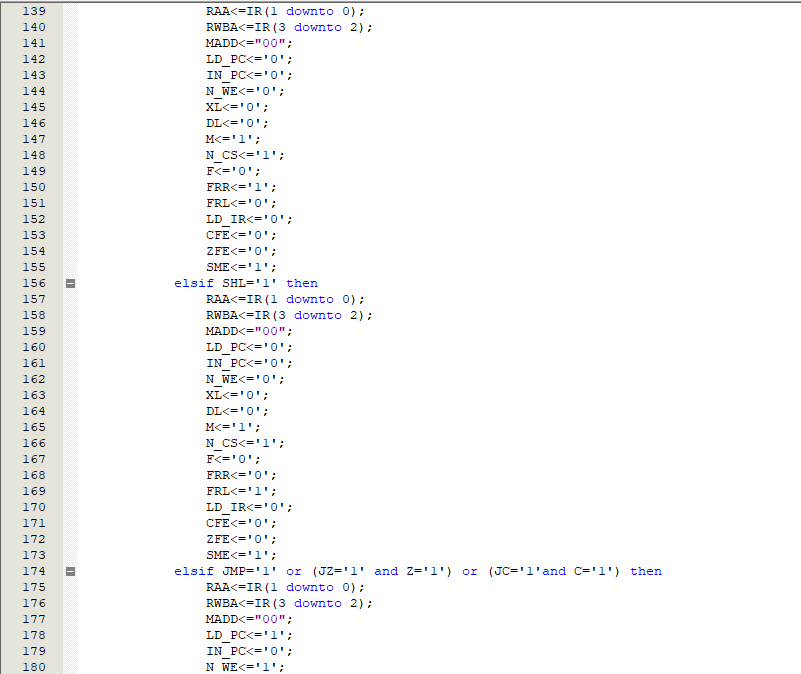 139 RAA<=IR(1 downto 0);
140 RWBA<=IR(3 downto 2);
141 MADD<="00";
142 LD_PC<='0';
143 IN_PC<='0';
144 N_WE<='0';
145 XL<='0';
146 DL<='0';
147 M<='1';
148 N_CS<='1';
149 F<='0';
150 FRR<='1';
151 FRL<='0';
152 LD_IR<='0';
153 CFE<='0';
154 ZFE<='0';
155 SME<='1';
156 elsif SHL='1' then
157 RAA<=IR(1 downto 0);
158 RWBA<=IR(3 downto 2);
159 MADD<="00";
160 LD_PC<='0';
161 IN_PC<='0';
162 N_WE<='0';
163 XL<='0';
164 DL<='0';
165 M<='1';
166 N_CS<='1';
167 F<='0';
168 FRR<='0';
169 FRL<='1';
170 LD_IR<='0';
171 CFE<='0';
172 ZFE<='0';
173 SME<='1';
174 elsif JMP='1' or (JZ='1' and Z='1') or (JC='1'and C='1') then
175 RAA<=IR(1 downto 0);
176 RWBA<=IR(3 downto 2);
177 MADD<="00";
178 LD_PC<='1';
179 IN_PC<='0';
180 N_WE<='1';